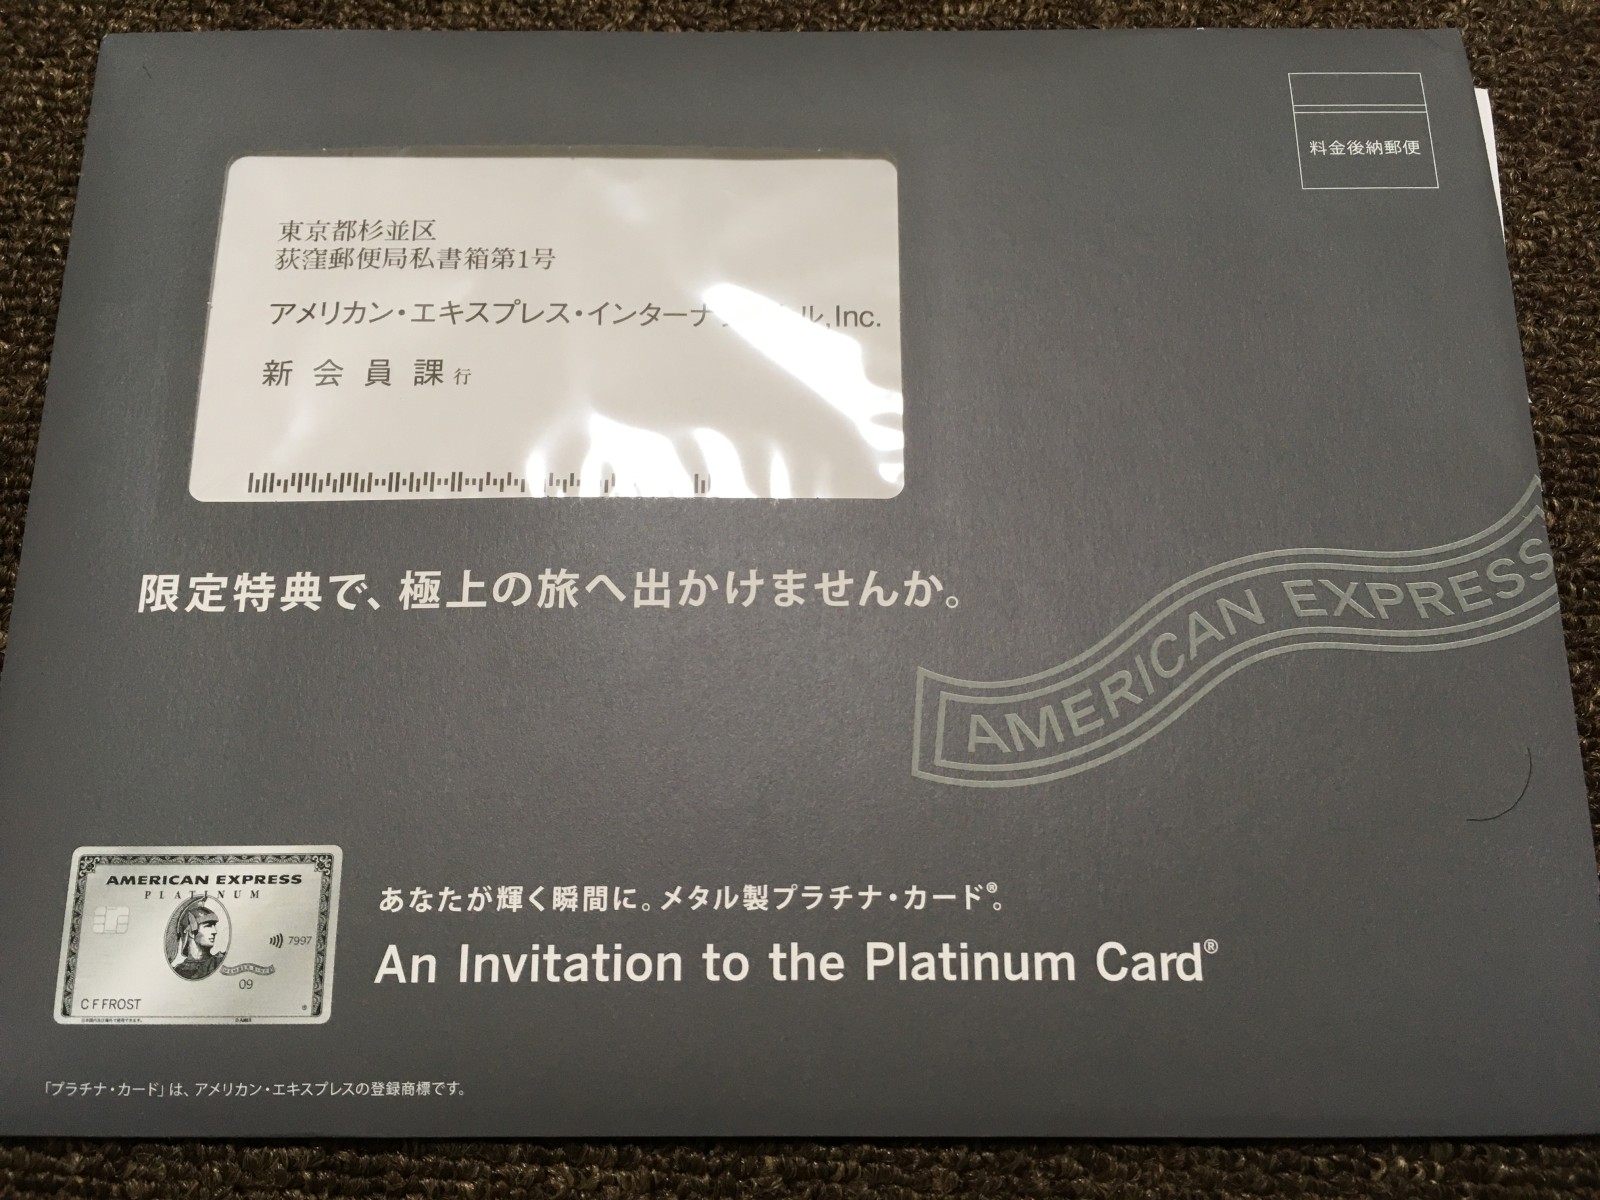 料金後納郵便
東京都杉並区
荻窪郵便局私書箱第1号
アメリカン・エキスプレス・インターナ ル,Inc.
新会員課行
限定特典で、極上の旅へ出かけませんか。
AMERICAN EXPRESS
AMERICAN EXPRESS
PLATINUM
7997
09
C F FROST
あなたが輝く瞬間に。メタル製プラチナ・カード®。
An Invitation to the Platinum Card®
「プラチナ・カード」は、アメリカン・エキスプレスの登録商標です。